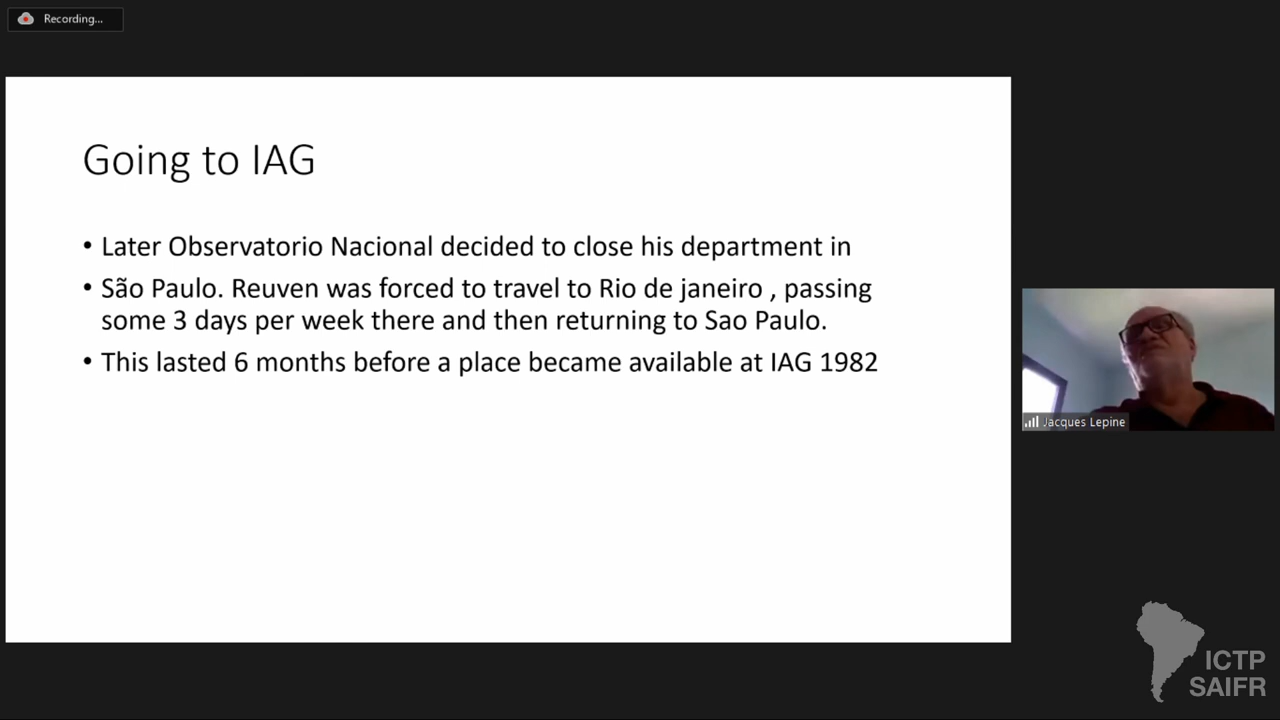 Recording...
Going to IAG
• Later Observatorio Nacional decided to close his department in
• São Paulo. Reuven was forced to travel to Rio de janeiro , passing
some 3 days per week there and then returning to Sao Paulo.
• This lasted 6 months before a place became available at IAG 1982
Jacques Lepine
ICTP
SAIFR